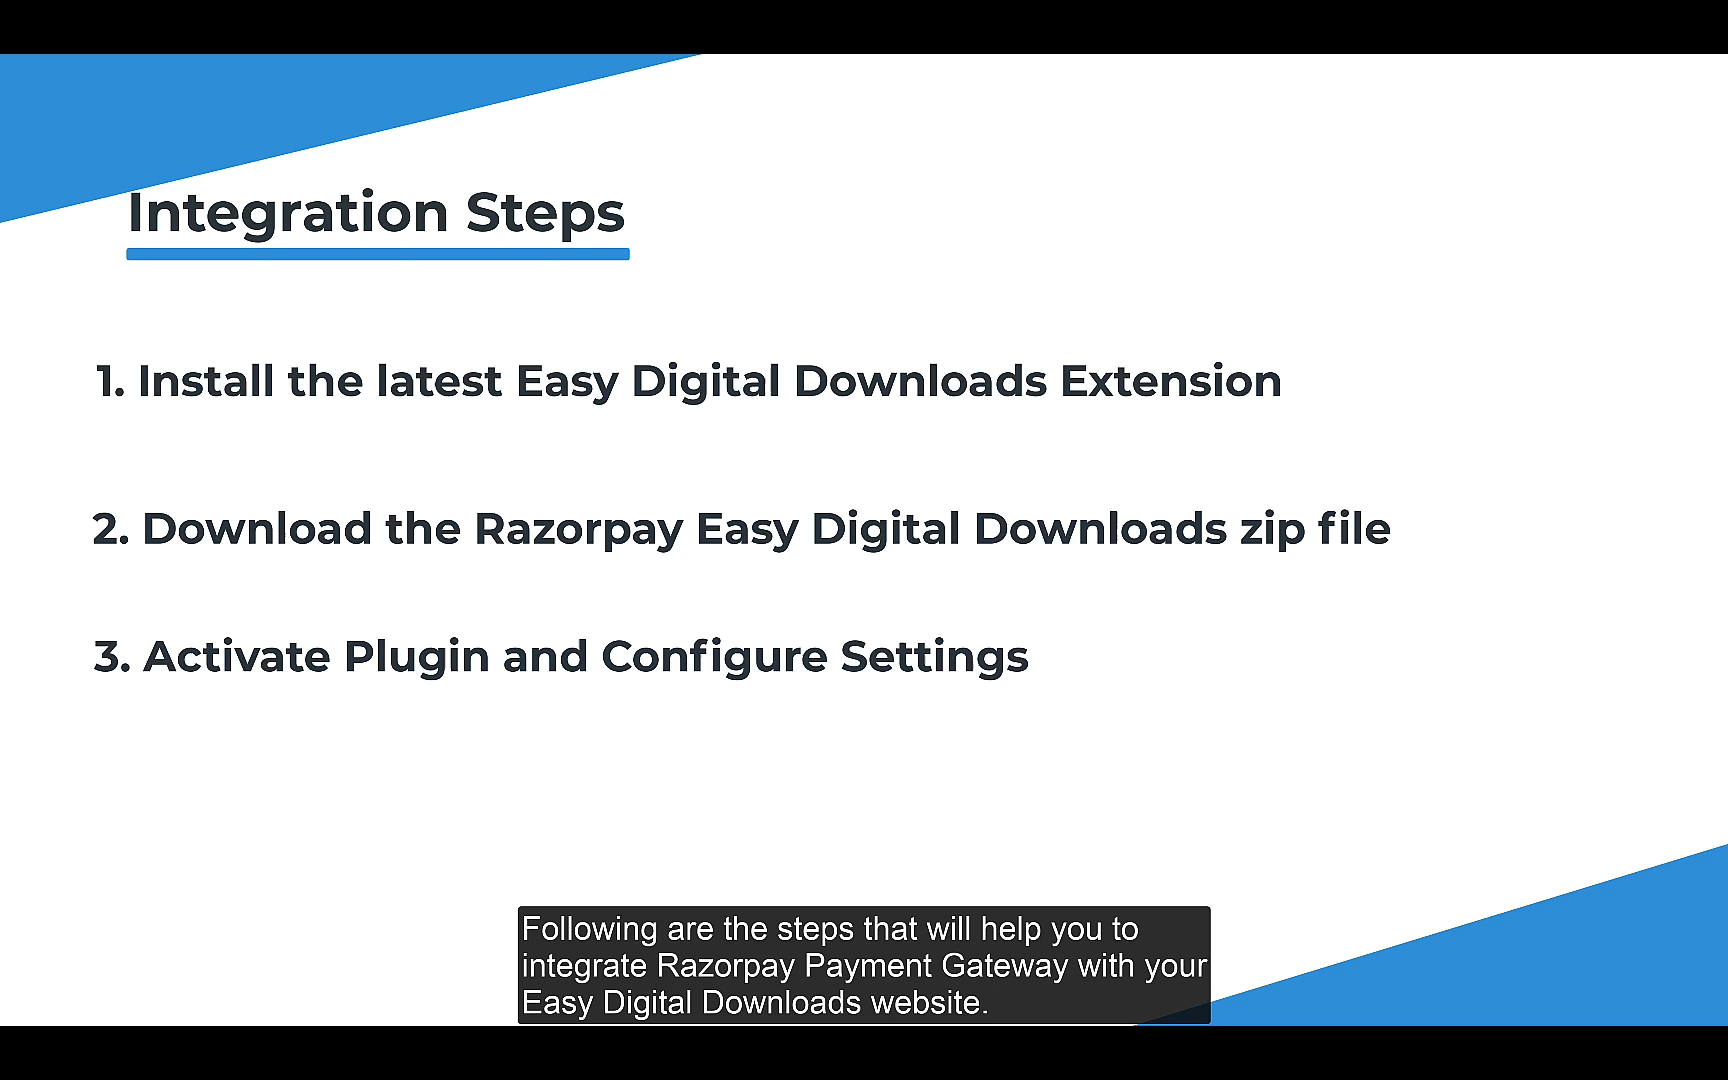 Integration Steps
1. Install the latest Easy Digital Downloads Extension
2. Download the Razorpay Easy Digital Downloads zip file
3. Activate Plugin and Configure Settings
Following are the steps that will help you to
integrate Razorpay Payment Gateway with your
Easy Digital Downloads website.